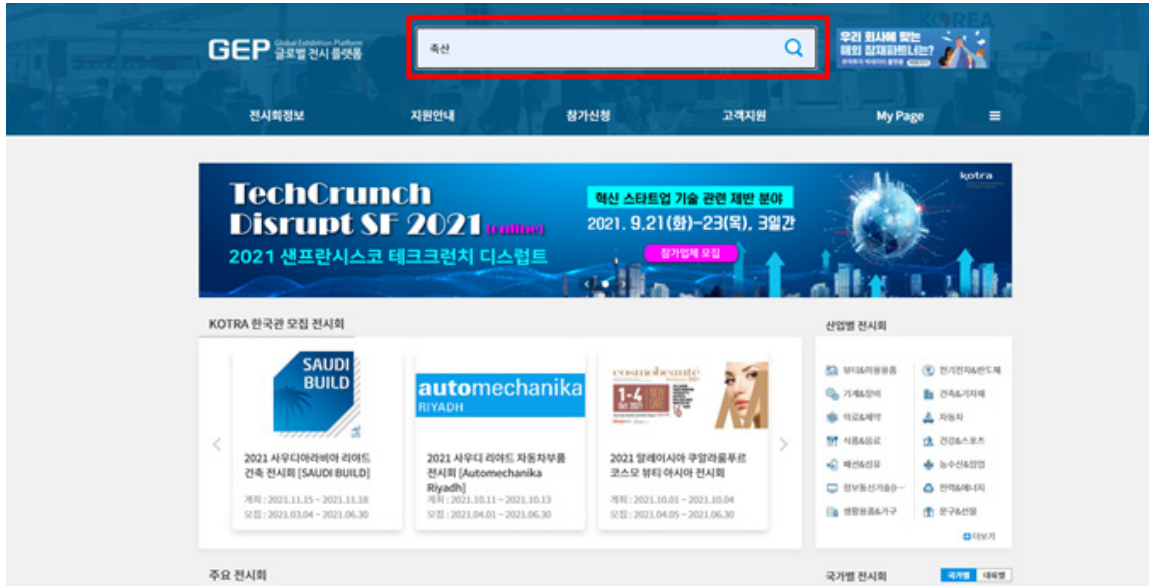 KOREA
GEP Global Exhibition Platform
글로벌 전시 플랫폼
축산
우리 회사에 맞는
해외 잠재파트너는?
전시회정보 지원안내 참가신청 고객지원 My Page
TechCrunch
Disrupt SF 2021 (online)
2021 샌프란시스코 테크크런치 디스럽트
혁신 스타트업 기술 관련 제반 분야
2021. 9.21(화)-23(목), 3일간
참가업체 모집
kotra
KOTRA 한국관 모집 전시회
SAUDI
BUILD
2021 사우디아라비아 리야드
건축 전시회 [SAUDI BUILD]
개최 : 2021.11.15 ~ 2021.11.18
모집 : 2021.03.04 ~ 2021.06.30
automechanika
RIYADH
2021 사우디 리야드 자동차부품
전시회 [Automechanika
Riyadh]
개최 : 2021.10.11 ~ 2021.10.13
모집 : 2021.04.01 ~ 2021.06.30
cosmobeauté
1-4
Oct 2021
2021 말레이시아 쿠알라룸푸르
코스모 뷰티 아시아 전시회
개최 : 2021.10.01 ~ 2021.10.04
모집 : 2021.04.05 ~ 2021.06.30
산업별 전시회
뷰티&미용용품 전기전자&반도체
기계&장비 건축&기자재
의료&제약 자동차
식품&음료 건강&스포츠
패션&섬유 농수산&임업
정보통신기술(I… 전력&에너지
생활용품&가구 문구&선물
더보기
주요 전시회
국가별 전시회 국가별 대륙별